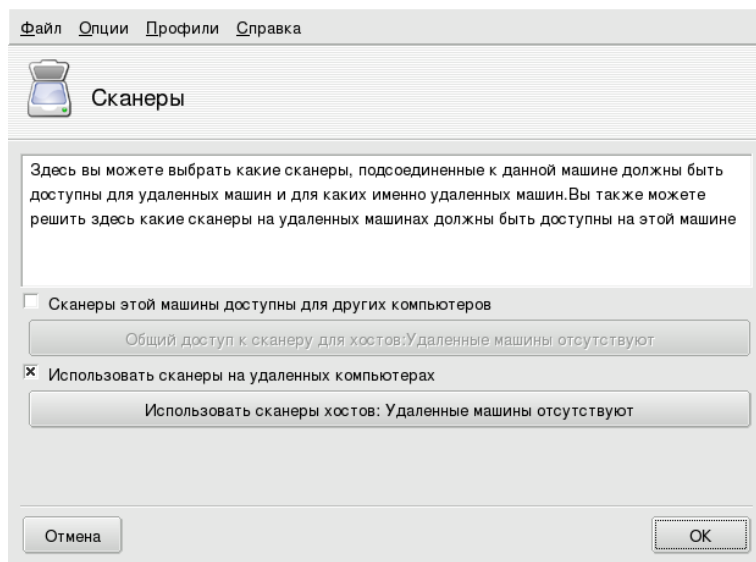 Файл Опции Профили Справка
Сканеры
Здесь вы можете выбрать какие сканеры, подсоединенные к данной машине должны быть
доступны для удаленных машин и для каких именно удаленных машин.Вы также можете
решить здесь какие сканеры на удаленных машинах должны быть доступны на этой машине
Сканеры этой машины доступны для других компьютеров
Общий доступ к сканеру для хостов:Удаленные машины отсутствуют
Использовать сканеры на удаленных компьютерах
Использовать сканеры хостов: Удаленные машины отсутствуют
Отмена OK